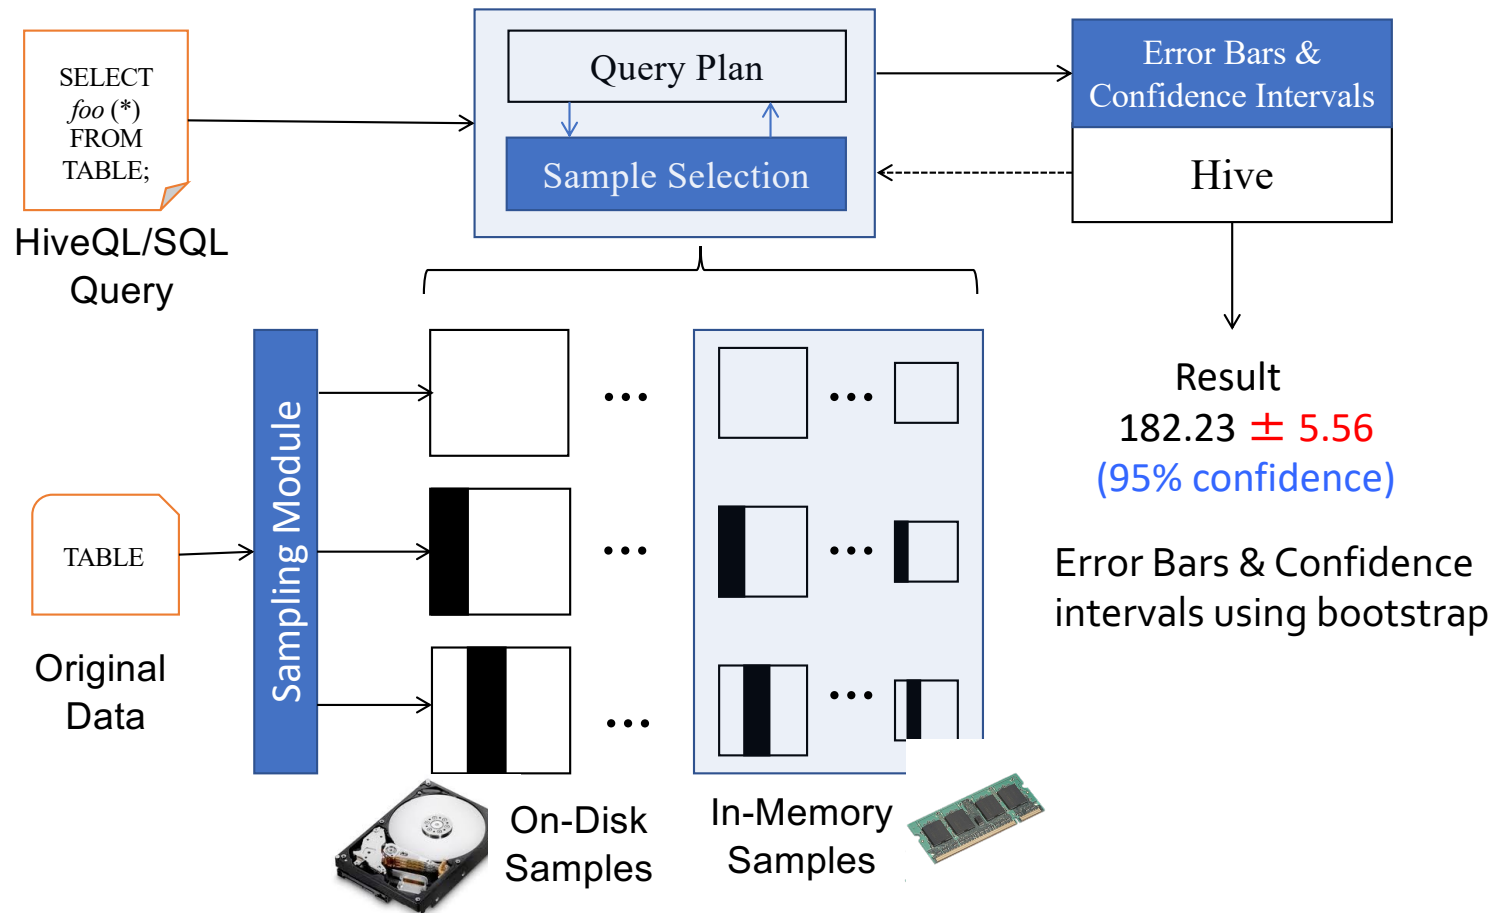 SELECT
foo (*)
FROM
TABLE;
HiveQL/SQL
Query
Query Plan
Sample Selection
Error Bars &
Confidence Intervals
Hive
Result
182.23 ± 5.56
(95% confidence)
Error Bars & Confidence
intervals using bootstrap
TABLE
Original
Data
Sampling Module
...
...
...
...
...
...
On-Disk
Samples
In-Memory
Samples